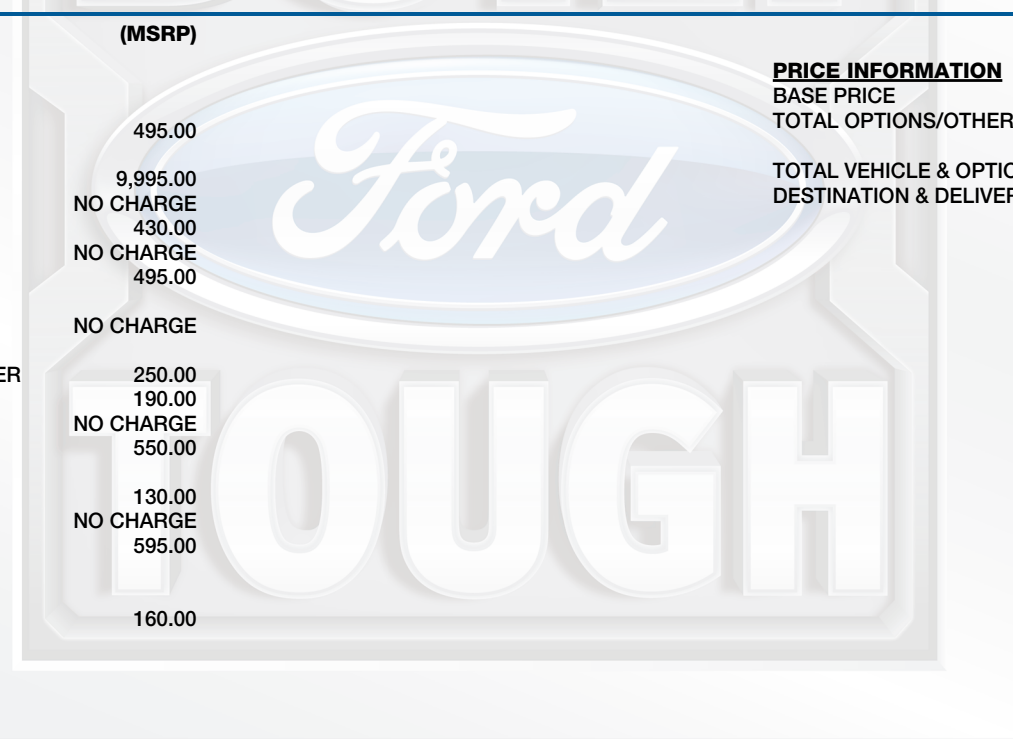 (MSRP)
495.00
9,995.00
NO CHARGE
430.00
NO CHARGE
495.00
NO CHARGE
ER 250.00
190.00
NO CHARGE
550.00
130.00
NO CHARGE
595.00
160.00
PRICE INFORMATION
BASE PRICE
TOTAL OPTIONS/OTHER
TOTAL VEHICLE & OPTIO
DESTINATION & DELIVER
Ford
TOUGH